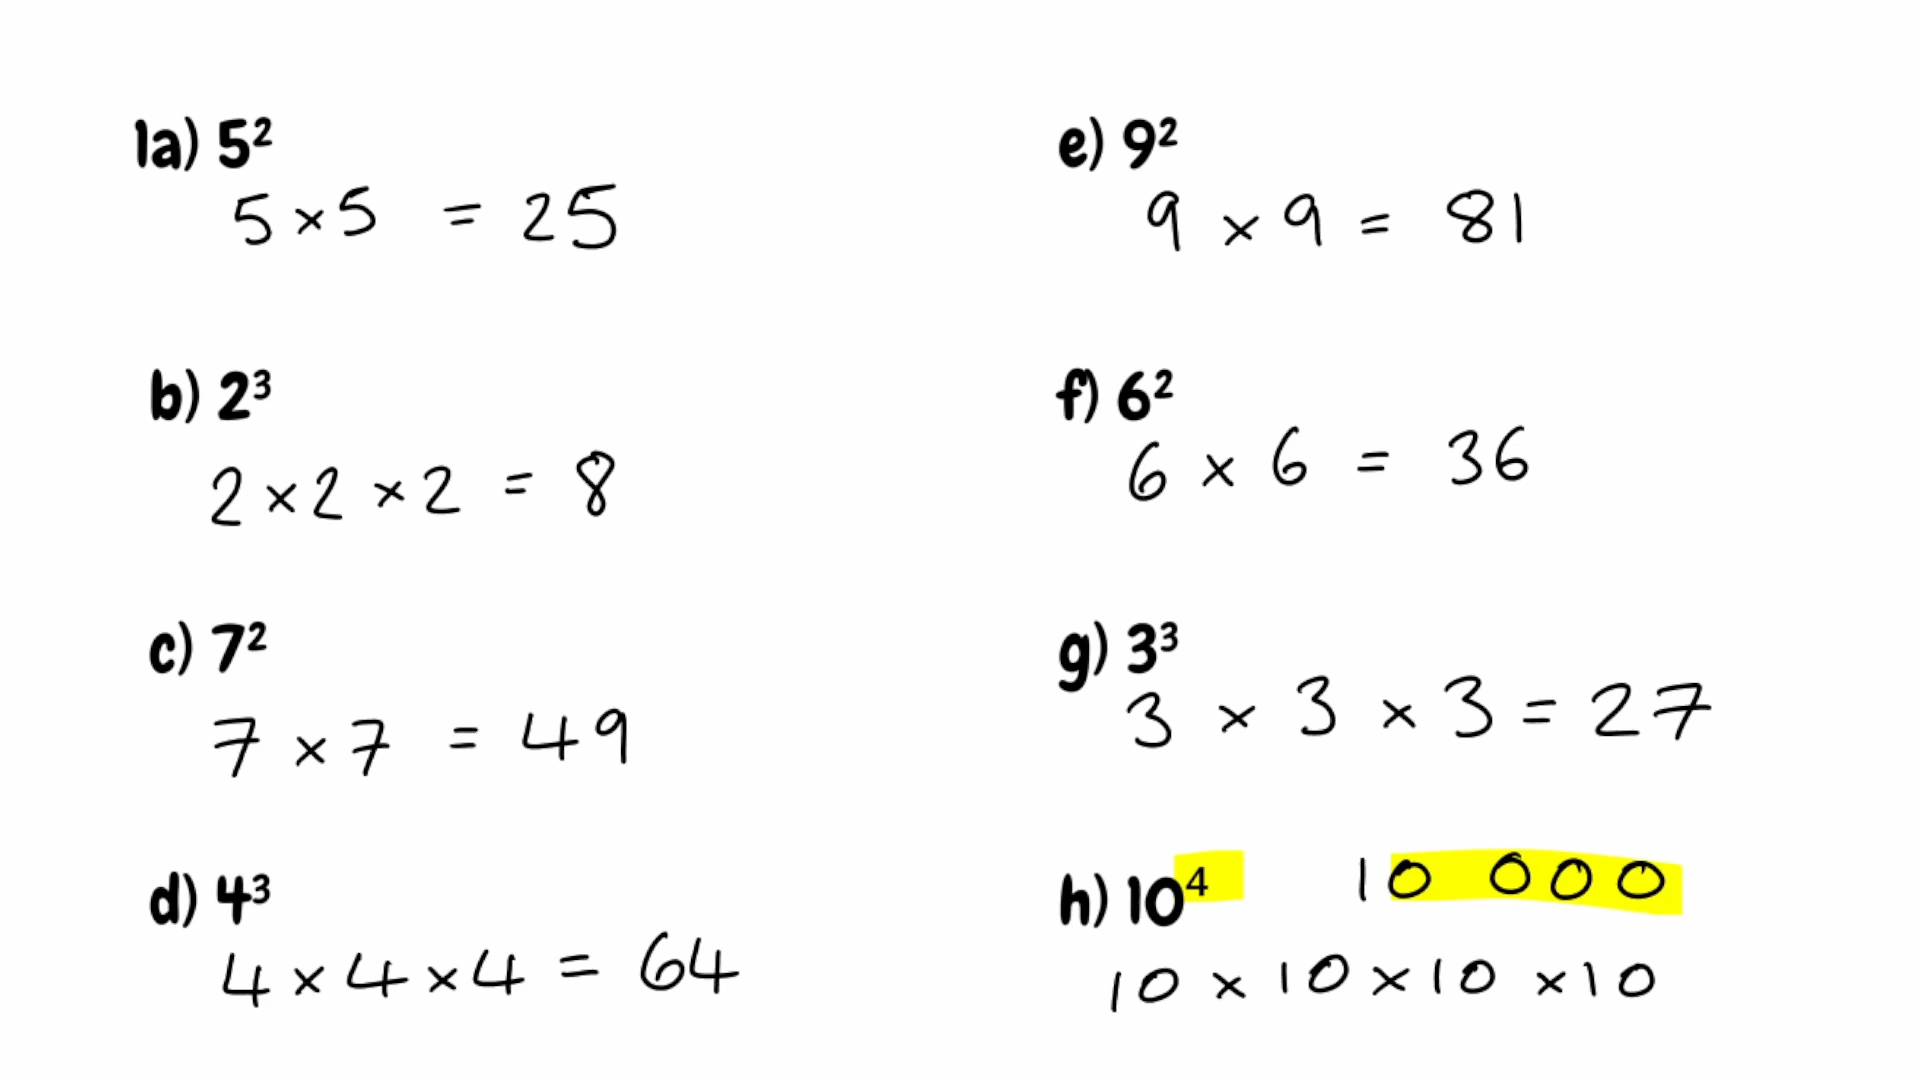 1a) 5²
5 × 5 = 25
b) 2³
2 × 2 × 2 = 8
c) 7²
7 × 7 = 49
d) 4³
4 × 4 × 4 = 64
e) 9²
9 × 9 = 81
f) 6²
6 × 6 = 36
g) 3³
3 × 3 × 3 = 27
h) 10⁴ 10 000
10 × 10 × 10 × 10